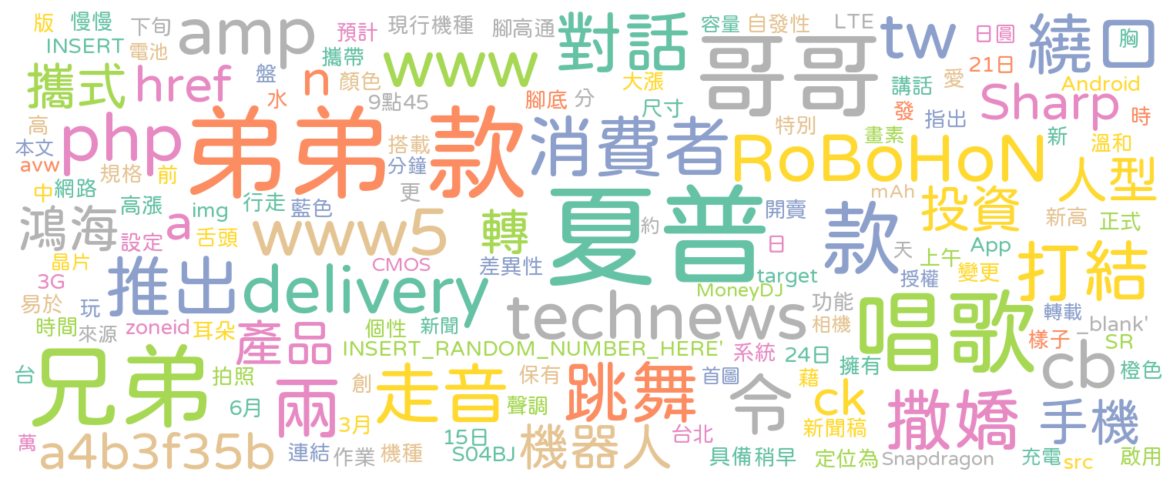 版 慢慢 下旬 amp 預計 現行機種 腳高通 對話 容量 自發性 LTE tw 日圓 繞口 胸
INSERT 電池 攜帶 www 哥哥 21日
攜式 href 盤 n 顏色 大漲 講話 愛 Android
水 9點45 腳底 分 尺寸 Sharp 時
高 php 弟弟款 搭載 消費者 特別 發 指出 新
本文 畫素 溫和
avw 規格 前 分鐘 RoBoHoN 人型
中 網路 更 夏普 mAh 投資
高漲 img 行走 藍色 開賣 款 新高 正式
鴻海 設定 a 舌頭 www5 轉 約 日 天 上午 App
晶片 CMOS 差異性 target 授權 變更 打結
3G 推出 delivery MoneyDJ
易於 玩 technews 功能 唱歌 轉載 _blank'
時間 來源 zoneid 耳朵 個性 新聞 相機 樣子 SR
產品 INSERT_RANDOM_NUMBER_HERE' 系統 24日 擁有 cb
台 兄弟 拍照 創 走音 保有 跳舞 首圖 令 藉 橙色
6月 兩 聲調 ck 撒嬌 手機
3月 台北 新聞稿
萬 a4b3f35b 連結 作業 機種 15日 S04BJ 機器人 具備稍早 定位為 Snapdragon 充電 src 啟用